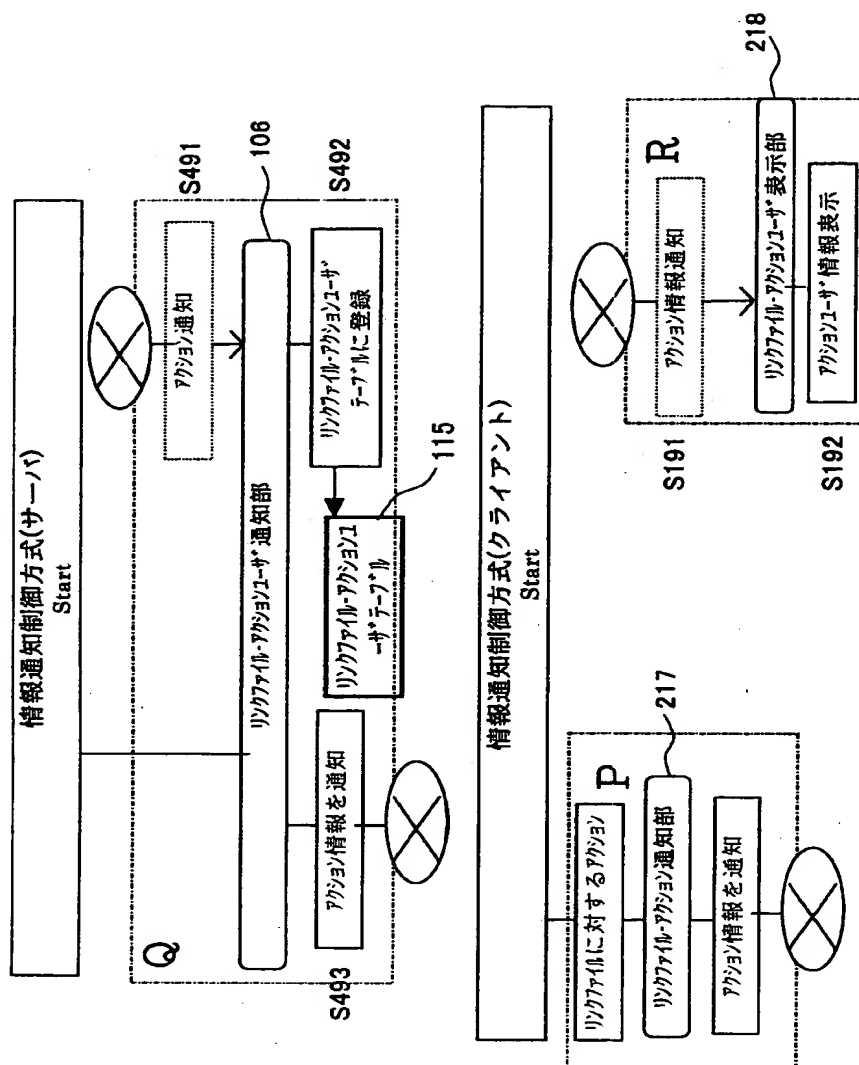 情報通知制御方式(サーバ)
Start
Q
アクション通知
S491
リンクファイル・アクションユーザ通知部
106
アクション情報を通知
S493
リンクファイル・アクションユーザ
テーブルに登録
S492
リンクファイル・アクションユ
ーザテーブル
115
情報通知制御方式(クライアント)
Start
P
リンクファイルに対するアクション
リンクファイル・アクション通知部
217
アクション情報を通知
R
アクション情報通知
S191
リンクファイル・アクションユーザ表示部
218
アクションユーザ情報表示
S192